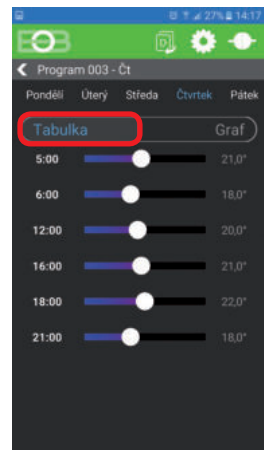 27% 14:17
EOB
Program 003 - Čt
Pondělí Úterý Středa Čtvrtek Pátek
Tabulka Graf
5:00 21,0°
6:00 18,0°
12:00 20,0°
16:00 21,0°
18:00 22,0°
21:00 18,0°